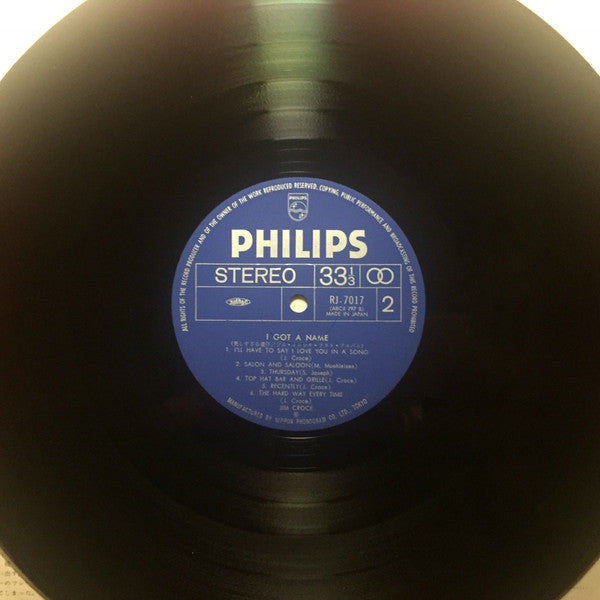 ALL RIGHTS OF THE RECORD PRODUCER AND OF THE OWNER OF THE WORK REPRODUCED RESERVED. COPYING, PUBLIC PERFORMANCE AND BROADCASTING OF THIS RECORD PROHIBITED
PHILIPS
STEREO 33 1/3
RJ-7017 2
(ABCX 797 B)
MADE IN JAPAN
I GOT A NAME
1. I'LL HAVE TO SAY I LOVE YOU IN A SONG
(J. Croce)
2. SALON AND SALOON(M. Muehleisen)
3. THURSDAY(S. Joseph)
4. TOP HAT BAR AND GRILLE(J. Croce)
5. RECENTLY(J. Croce)
6. THE HARD WAY EVERY TIME
(J. Croce)
JIM CROCE
℗
MANUFACTURED BY NIPPON PHONOGRAM CO., LTD., TOKYO